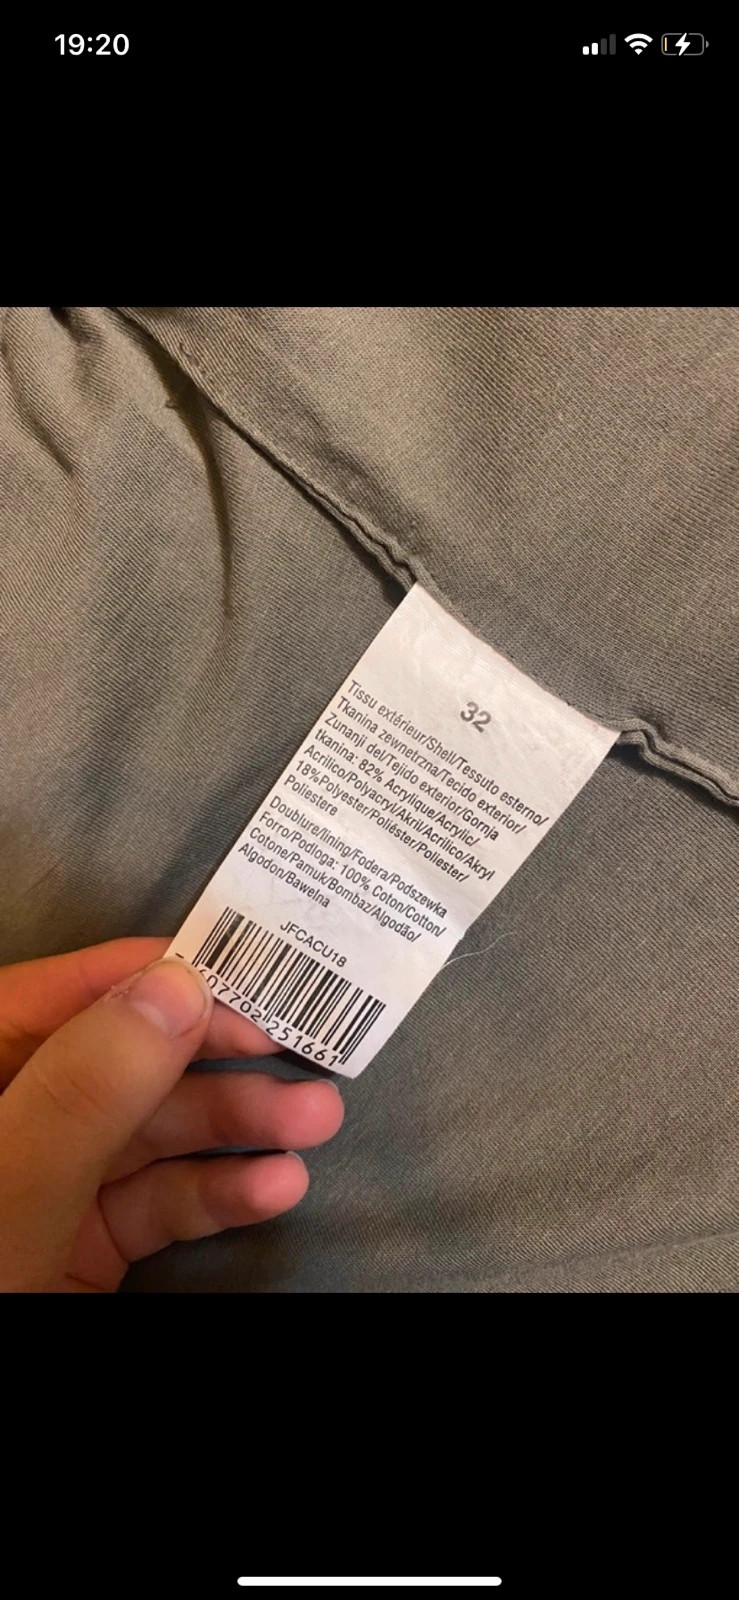 19:20
32
Tissu extérieur/Shell/Tessuto esterno/
Tkanina zewnetrzna/Tecido exterior/
Zunanji del/Tejido exterior/Gornja
tkanina: 82% Acrylique/Acrylic/
Acrilico/Polyacryl/Akril/Acrilico/Akryl
18%Polyester/Poliéster/Poliester/
Poliestere
Doublure/lining/Fodera/Podszewka
Forro/Podloga: 100% Coton/Cotton/
Cotone/Pamuk/Bombaz/Algodão/
Algodon/Bawelna
JFCACU18
607702 251661